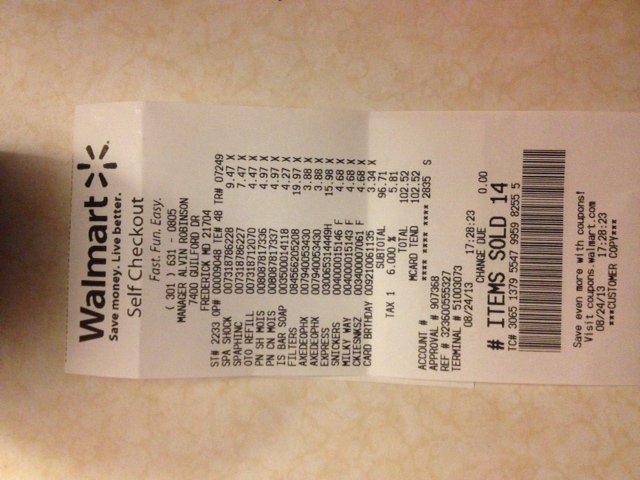 Walmart
Save money. Live better.
Self Checkout
Fast. Fun. Easy.
( 301 ) 631 - 0805
MANAGER ALVIN ROBINSON
7400 GUILFORD DR
FREDERICK MD 21704
ST# 2233 OP# 00009048 TE# 48 TR# 07249
SPA SHOCK 007318786228 9.47 X
SPAPHINC 007318786227 7.47 X
OTO REFILL 007318712070 4.47 X
PN SH MOIS 008087817336 4.97 X
PN CN MOIS 008087817337 4.97 X
IS BAR SOAP 003500014118 4.27 X
FILTERS 084566205208 19.97 X
AXEDEOPHX 007940053430 3.88 X
AXEDEOPHX 007940053430 3.88 X
EXPRESS 030065314449H 15.98 X
SNICKERS 004000015146 F 4.68 X
MILKY WAY 004000015143 F 4.68 X
CKIESNKSZ 003400007061 F 4.68 X
CARD BRTHDAY 009210061135 3.34 X
SUBTOTAL 96.71
TAX 1 6.000 % 5.81
TOTAL 102.52
MCARD TEND 102.52
ACCOUNT # **** **** **** 2835 S
APPROVAL # 907368
REF # 323600555327
TERMINAL # 51003073
08/24/13 17:28:23
CHANGE DUE 0.00
# ITEMS SOLD 14
TC# 3065 1379 5547 9959 8255 5
Save even more with coupons!
Visit coupons.walmart.com
08/24/13 17:28:23
***CUSTOMER COPY***